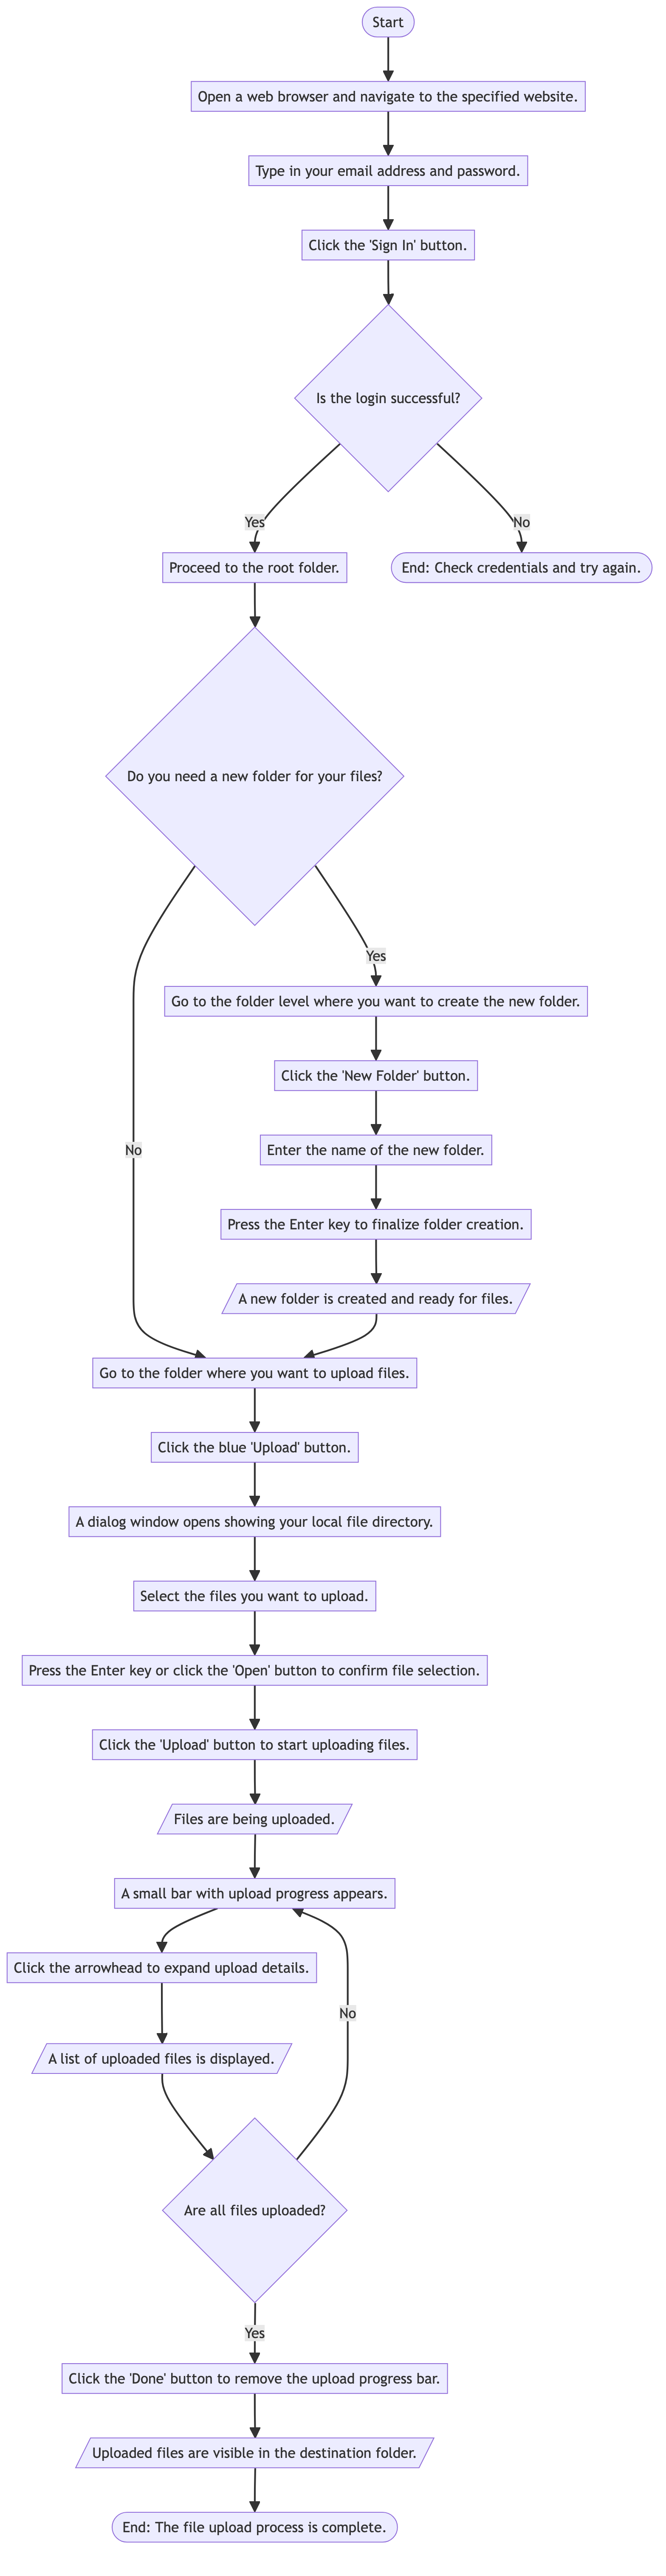 Start
Open a web browser and navigate to the specified website.
Type in your email address and password.
Click the 'Sign In' button.
Is the login successful?
Yes
No
Proceed to the root folder.
End: Check credentials and try again.
Do you need a new folder for your files?
Yes
Go to the folder level where you want to create the new folder.
Click the 'New Folder' button.
No
Enter the name of the new folder.
Press the Enter key to finalize folder creation.
A new folder is created and ready for files.
Go to the folder where you want to upload files.
Click the blue 'Upload' button.
A dialog window opens showing your local file directory.
Select the files you want to upload.
Press the Enter key or click the 'Open' button to confirm file selection.
Click the 'Upload' button to start uploading files.
Files are being uploaded.
A small bar with upload progress appears.
Click the arrowhead to expand upload details.
No
A list of uploaded files is displayed.
Are all files uploaded?
Yes
Click the 'Done' button to remove the upload progress bar.
Uploaded files are visible in the destination folder.
End: The file upload process is complete.